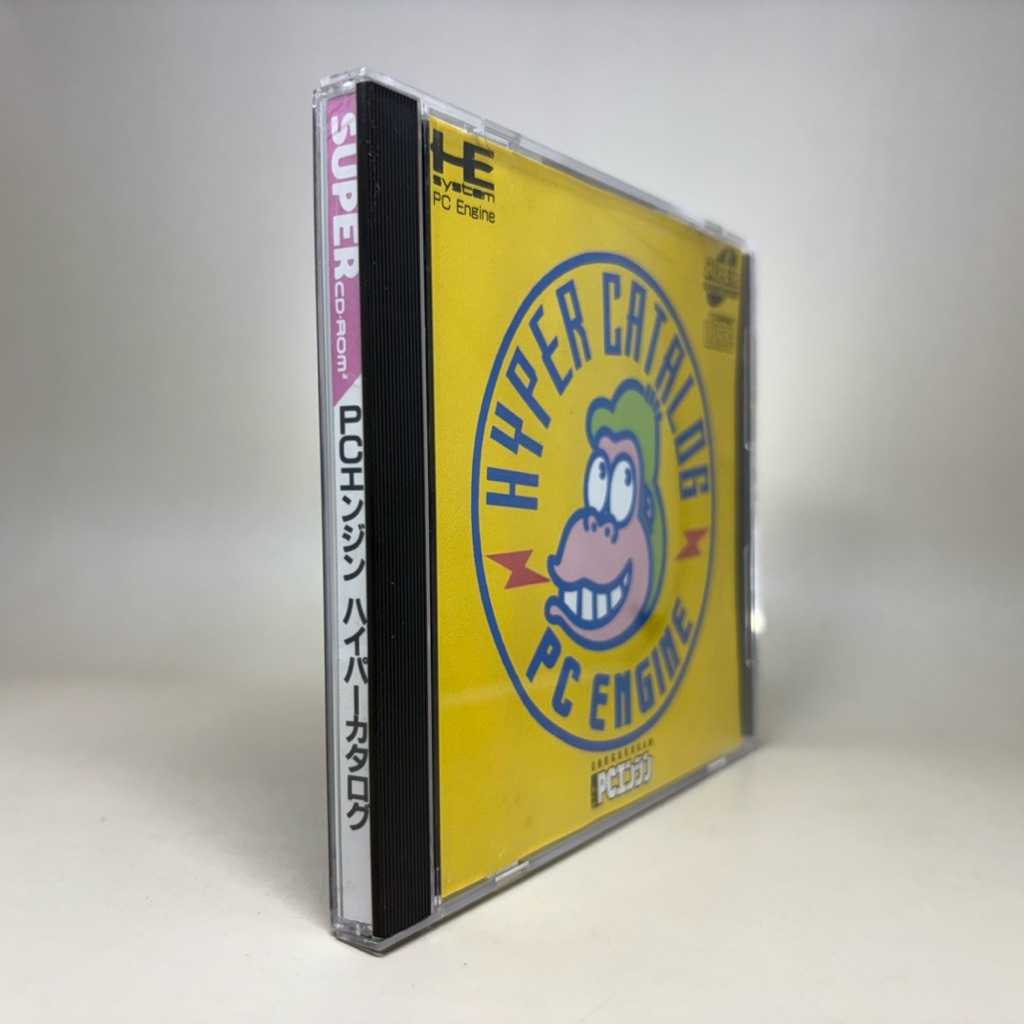 SUPER CD-ROM²
PCエンジン ハイパーカタログ
HE
system
PC Engine
SUPER
HYPER CATALOG
PC ENGINE
PCエンジン